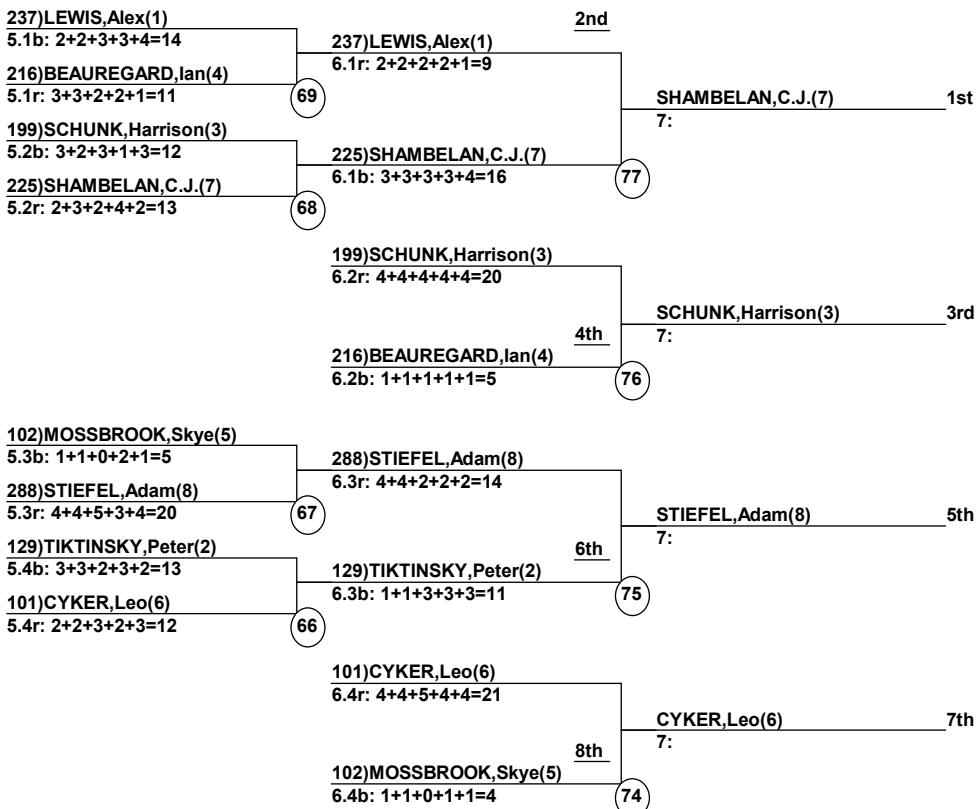 237)LEWIS,Alex(1)
5.1b: 2+2+3+3+4=14
216)BEAUREGARD,Ian(4)
5.1r: 3+3+2+2+1=11
69
199)SCHUNK,Harrison(3)
5.2b: 3+2+3+1+3=12
225)SHAMBELAN,C.J.(7)
5.2r: 2+3+2+4+2=13
68
237)LEWIS,Alex(1)
6.1r: 2+2+2+2+1=9
225)SHAMBELAN,C.J.(7)
6.1b: 3+3+3+3+4=16
77
2nd
SHAMBELAN,C.J.(7)
7:
1st
199)SCHUNK,Harrison(3)
6.2r: 4+4+4+4+4=20
4th
216)BEAUREGARD,Ian(4)
6.2b: 1+1+1+1+1=5
76
SCHUNK,Harrison(3)
7:
3rd
102)MOSSBROOK,Skye(5)
5.3b: 1+1+0+2+1=5
288)STIEFEL,Adam(8)
5.3r: 4+4+5+3+4=20
67
129)TIKTINSKY,Peter(2)
5.4b: 3+3+2+3+2=13
101)CYKER,Leo(6)
5.4r: 2+2+3+2+3=12
66
288)STIEFEL,Adam(8)
6.3r: 4+4+2+2+2=14
6th
129)TIKTINSKY,Peter(2)
6.3b: 1+1+3+3+3=11
75
STIEFEL,Adam(8)
7:
5th
101)CYKER,Leo(6)
6.4r: 4+4+5+4+4=21
8th
102)MOSSBROOK,Skye(5)
6.4b: 1+1+0+1+1=4
74
CYKER,Leo(6)
7:
7th